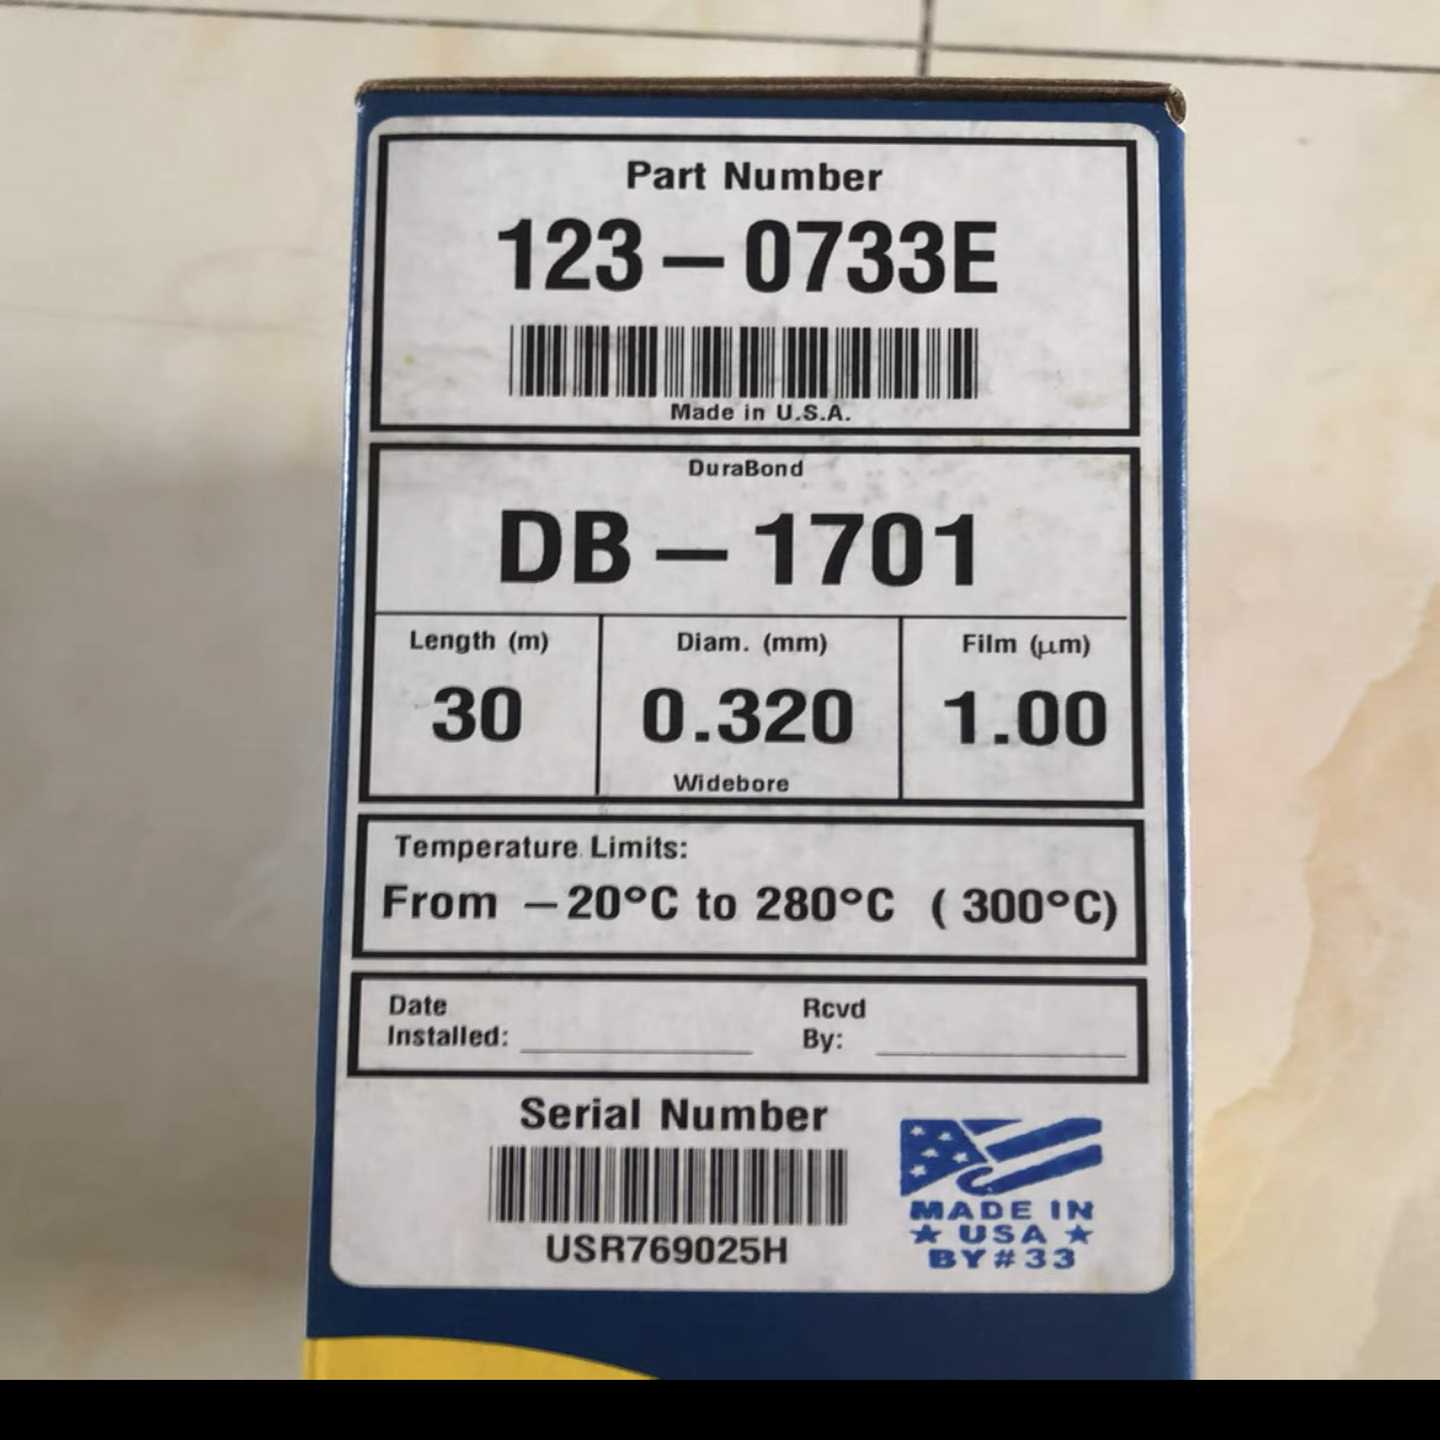 Part Number
123-0733E
Made in U.S.A.
DuraBond
DB-1701
Length (m) Diam. (mm) Film (μm)
30 0.320 1.00
Widebore
Temperature Limits:
From -20°C to 280°C (300°C)
Date Rcvd
Installed: By:
Serial Number
USR769025H
MADE IN
★ USA ★
BY#33